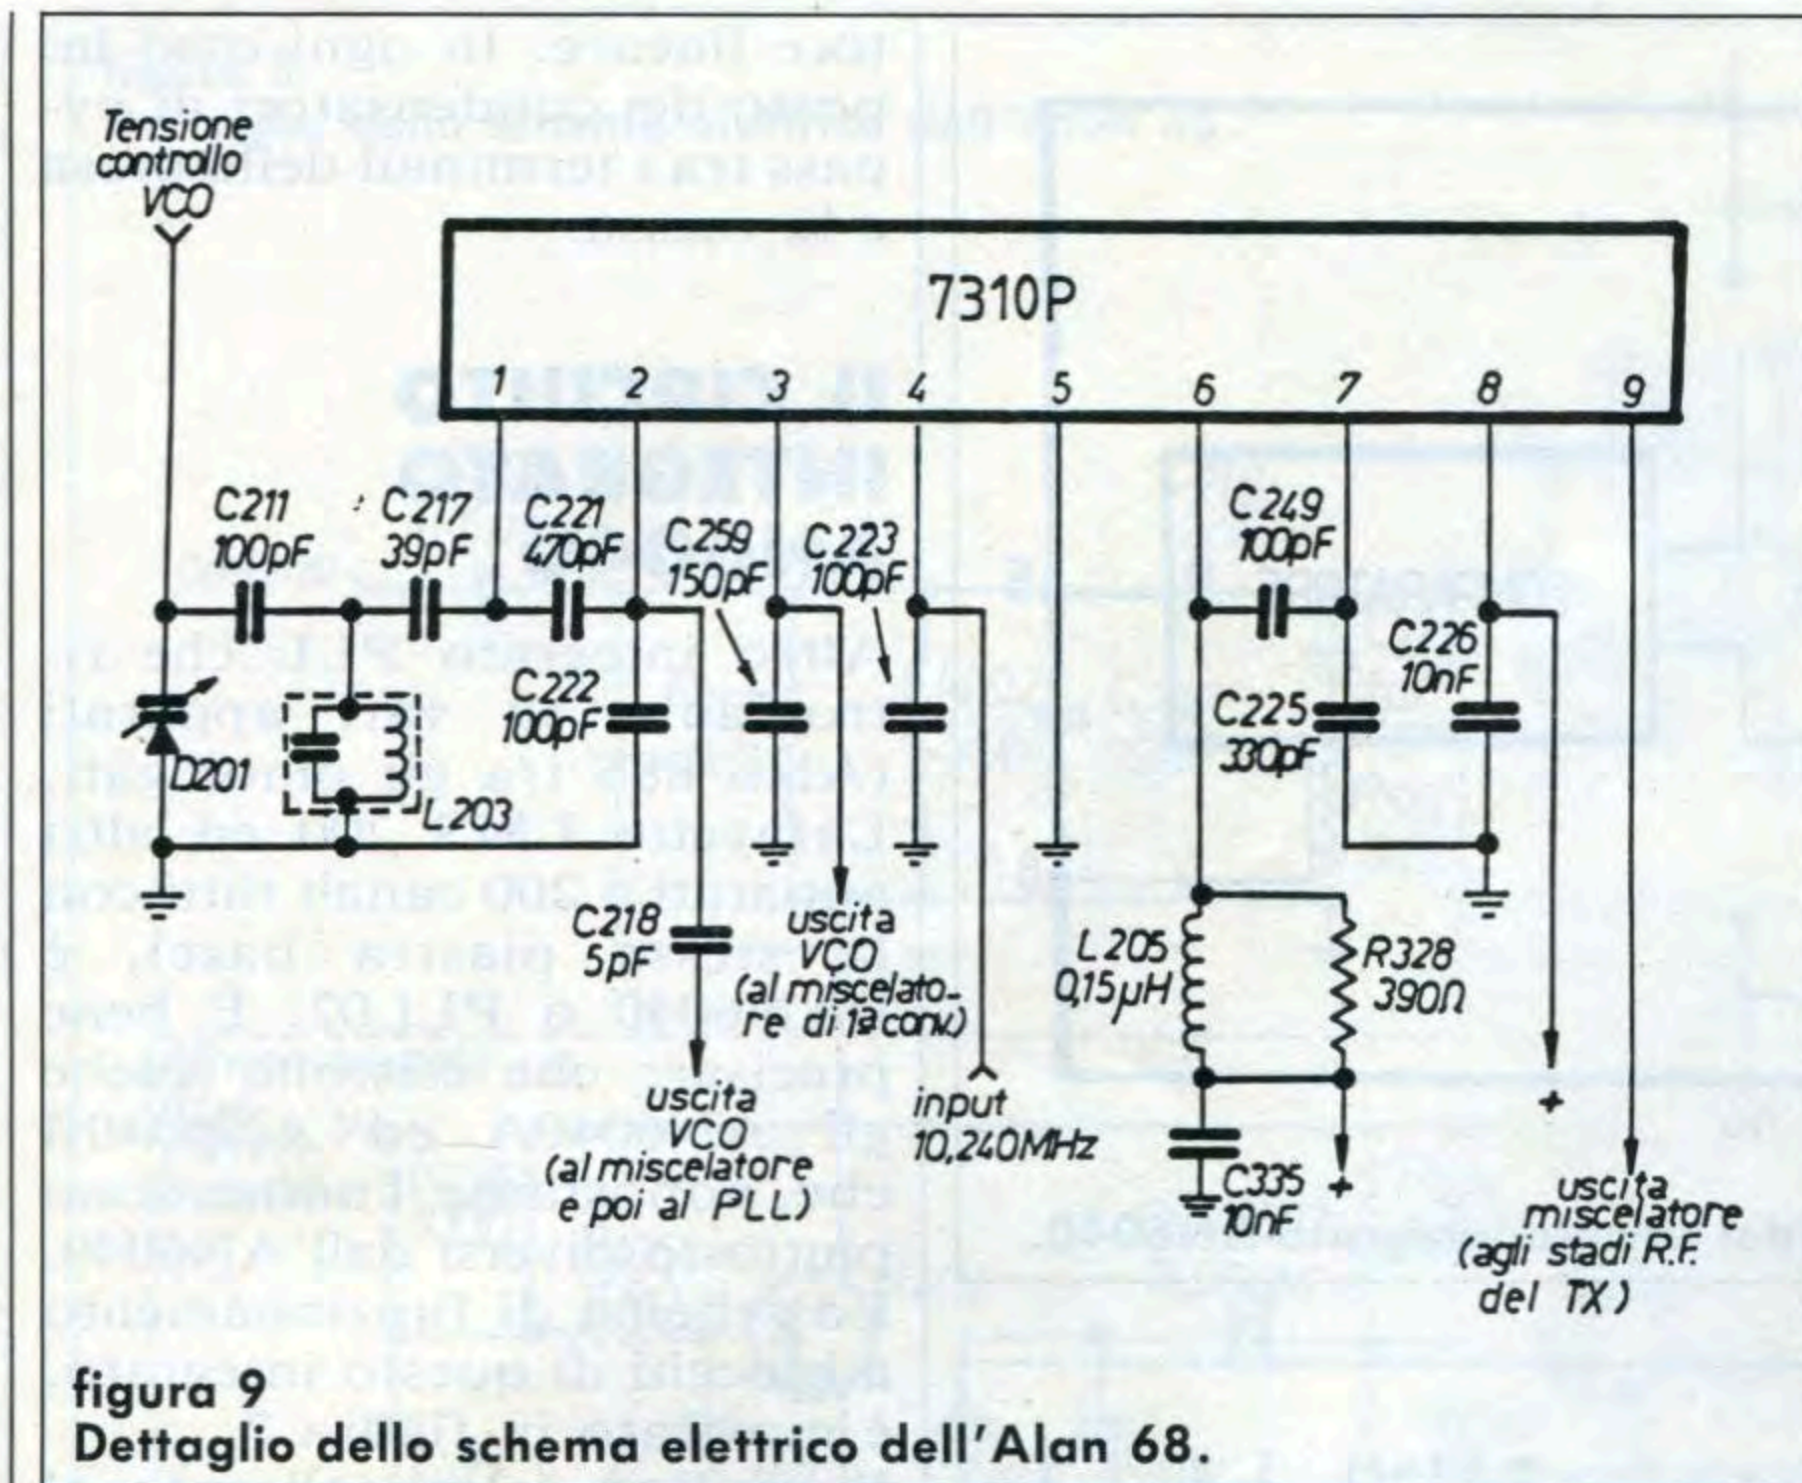 Tensione
controllo
VCO
7310P
1 2 3 4 5 6 7 8 9
C211
100pF
C217
39pF
C221
470pF
C259
150pF
C223
100pF
C249
100pF
C226
10nF
C222
100pF
C225
330pF
D201
L203
C218
5pF
uscita
VCO
(al miscelato-
re di 1ª conv.)
L205
0,15µH
R328
390Ω
uscita
VCO
(al miscelatore
e poi al PLL)
input
10,240MHz
C335
10nF
+
+
uscita
miscelatore
(agli stadi R.F.
del TX)
figura 9
Dettaglio dello schema elettrico dell'Alan 68.